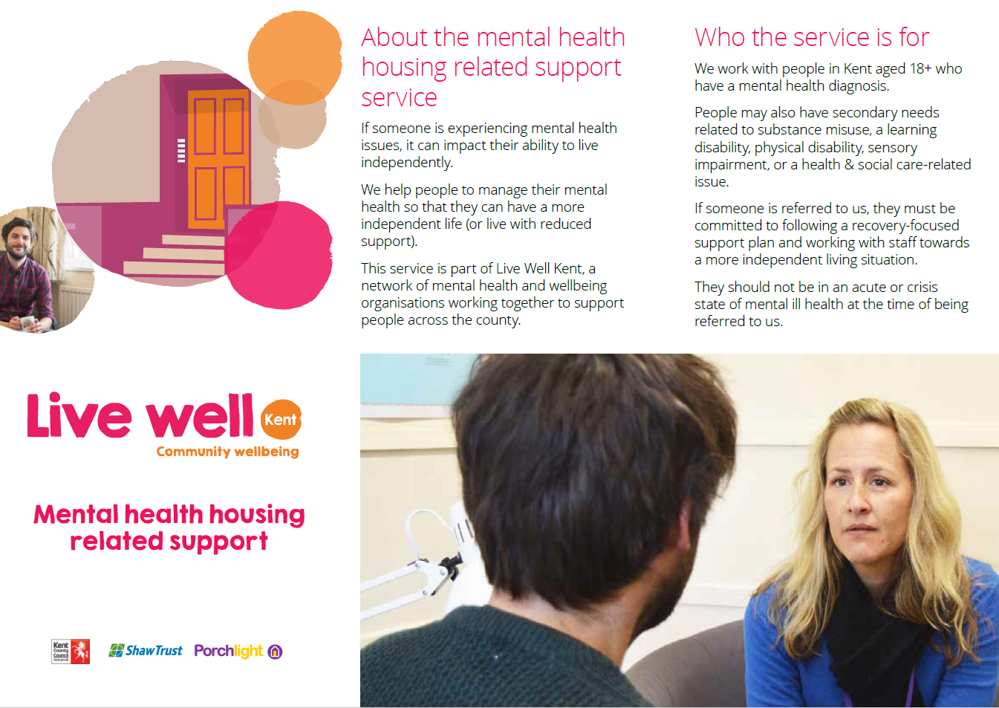 Live well Kent
Community wellbeing
Mental health housing
related support
Kent
County
Council
kent.gov.uk
ShawTrust
Porchlight
About the mental health
housing related support
service
If someone is experiencing mental health
issues, it can impact their ability to live
independently.
We help people to manage their mental
health so that they can have a more
independent life (or live with reduced
support).
This service is part of Live Well Kent, a
network of mental health and wellbeing
organisations working together to support
people across the county.
Who the service is for
We work with people in Kent aged 18+ who
have a mental health diagnosis.
People may also have secondary needs
related to substance misuse, a learning
disability, physical disability, sensory
impairment, or a health & social care-related
issue.
If someone is referred to us, they must be
committed to following a recovery-focused
support plan and working with staff towards
a more independent living situation.
They should not be in an acute or crisis
state of mental ill health at the time of being
referred to us.